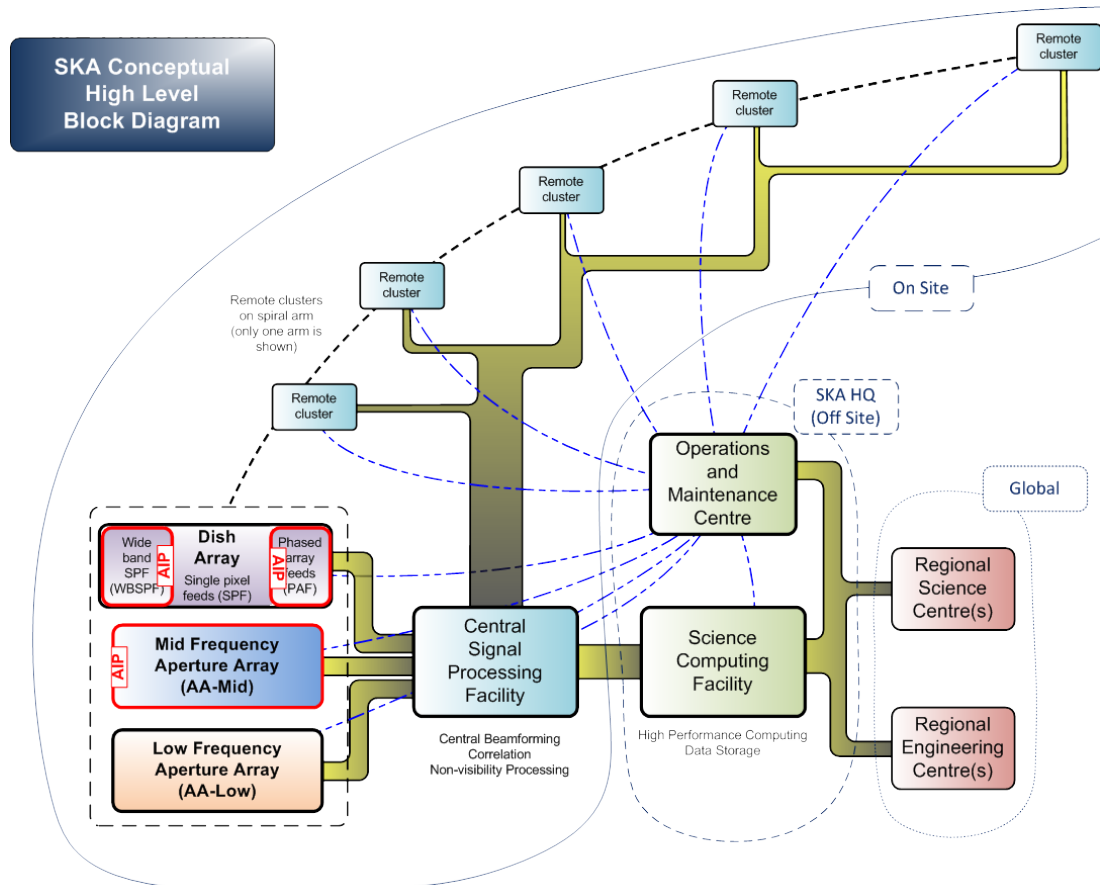 SKA Conceptual
High Level
Block Diagram
Remote
cluster
Remote
cluster
Remote
cluster
Remote
cluster
Remote
cluster
Remote clusters
on spiral arm
(only one arm is
shown)
On Site
SKA HQ
(Off Site)
Global
Operations
and
Maintenance
Centre
Wide
band
SPF
(WBSPF)
AIP
Dish
Array
Single pixel
feeds (SPF)
AIP
Phased
array
feeds
(PAF)
AIP
Mid Frequency
Aperture Array
(AA-Mid)
Low Frequency
Aperture Array
(AA-Low)
Central
Signal
Processing
Facility
Central Beamforming
Correlation
Non-visibility Processing
Science
Computing
Facility
High Performance Computing
Data Storage
Regional
Science
Centre(s)
Regional
Engineering
Centre(s)